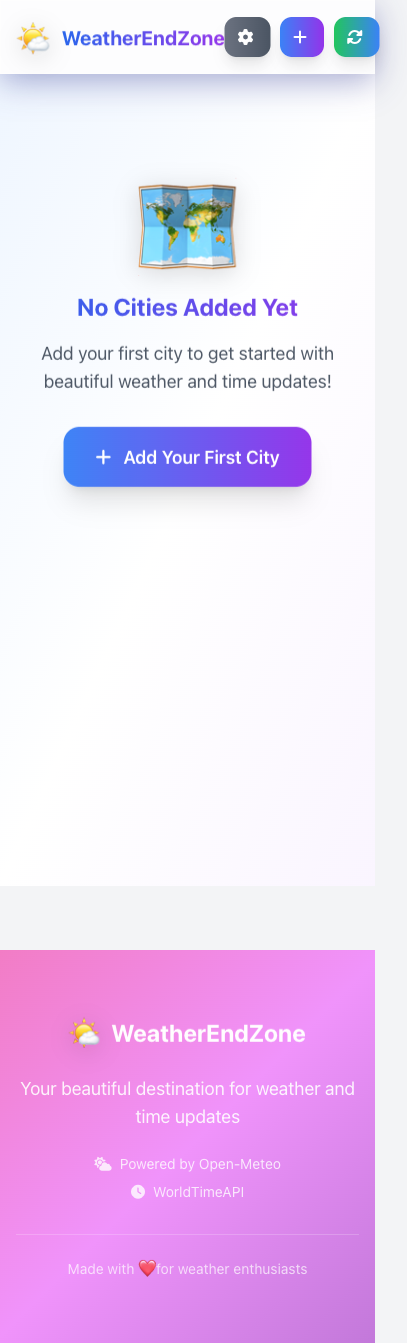 WeatherEndZone
No Cities Added Yet
Add your first city to get started with
beautiful weather and time updates!
Add Your First City
WeatherEndZone
Your beautiful destination for weather and
time updates
Powered by Open-Meteo
WorldTimeAPI
Made with ❤️for weather enthusiasts